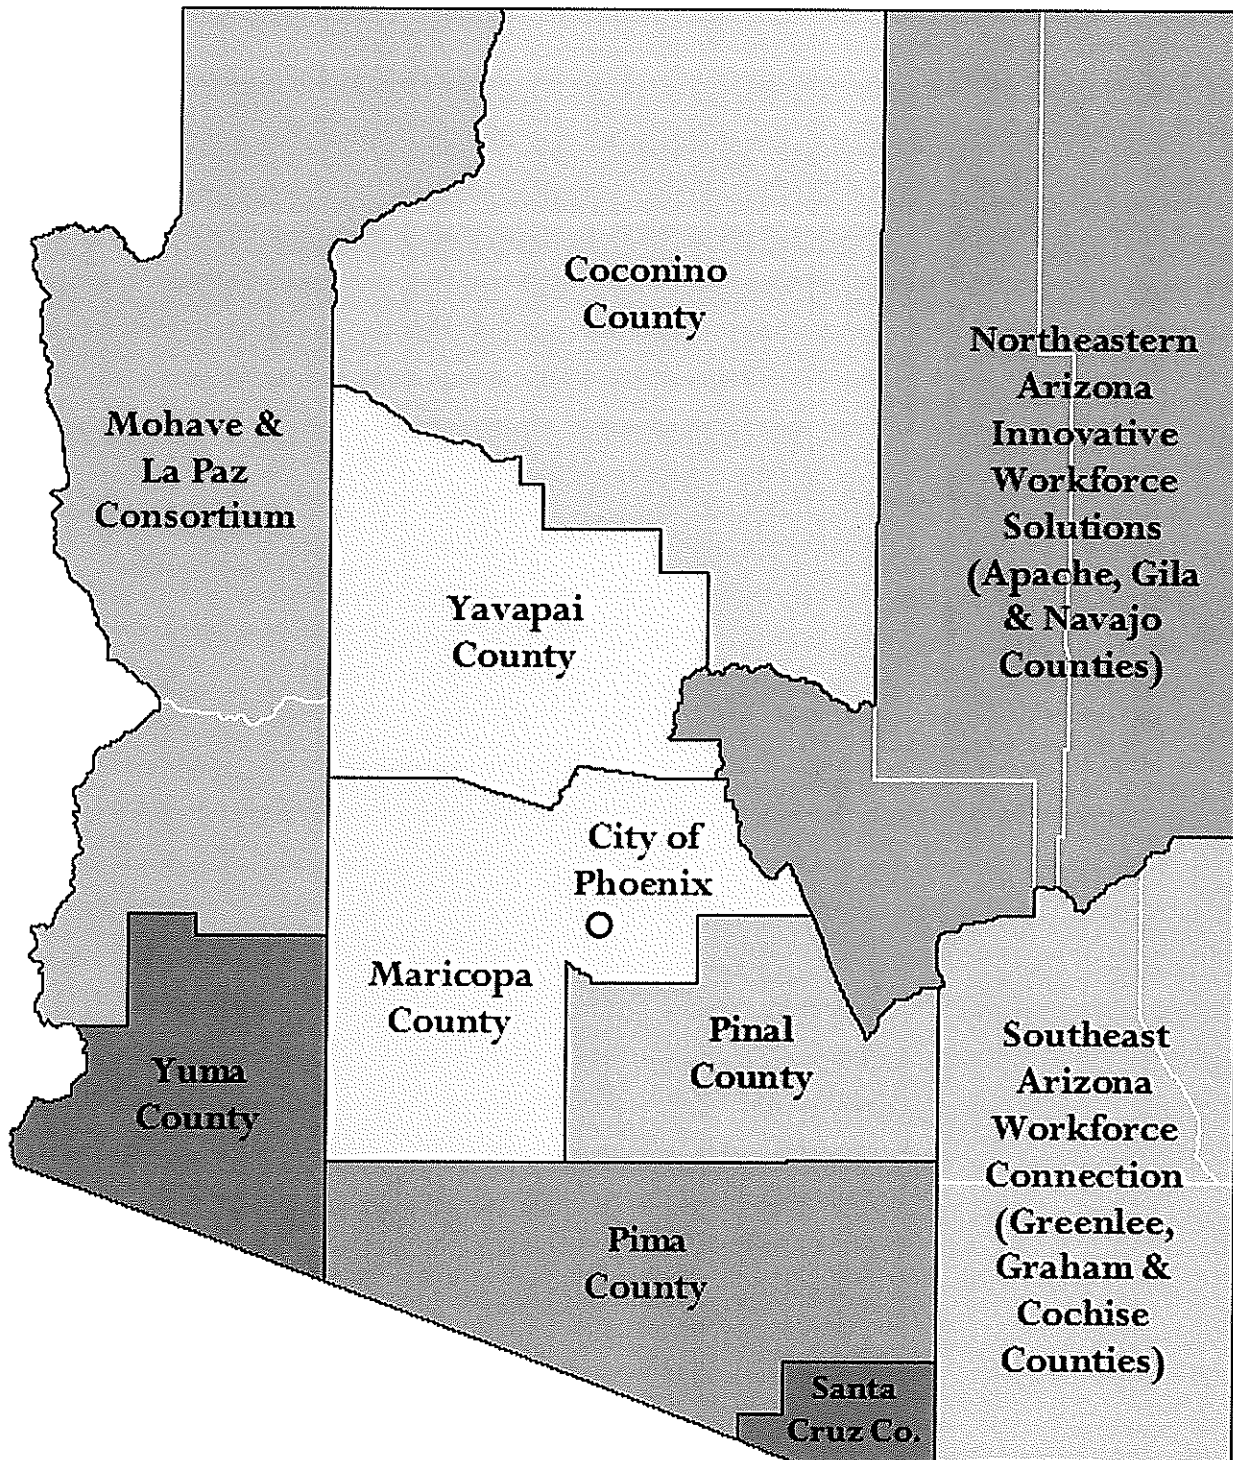 Coconino
County
Northeastern
Arizona
Innovative
Workforce
Solutions
(Apache, Gila
& Navajo
Counties)
Mohave &
La Paz
Consortium
Yavapai
County
City of
Phoenix
Maricopa
County
Pinal
County
Yuma
County
Southeast
Arizona
Workforce
Connection
(Greenlee,
Graham &
Cochise
Counties)
Pima
County
Santa
Cruz Co.